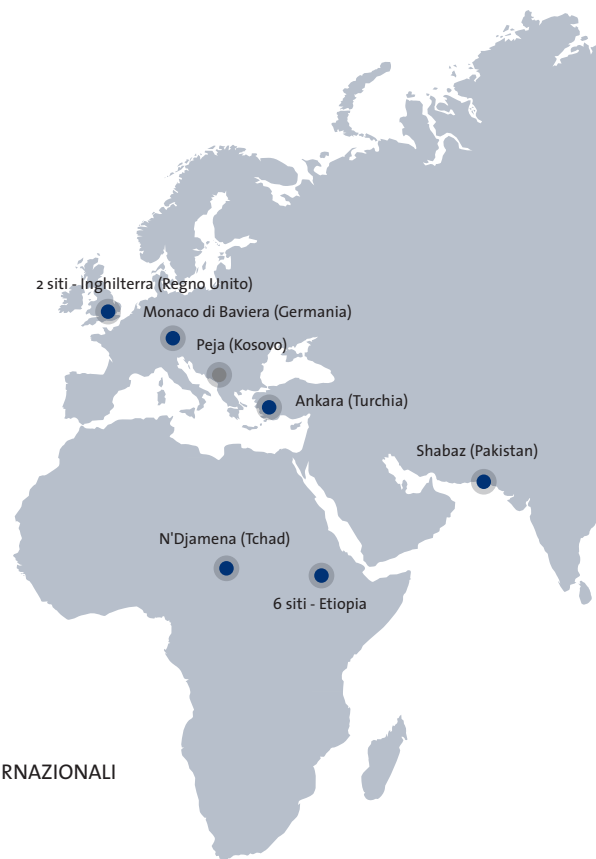 2 siti - Inghilterra (Regno Unito)
Monaco di Baviera (Germania)
Peja (Kosovo)
Ankara (Turchia)
Shabaz (Pakistan)
N'Djamena (Tchad)
6 siti - Etiopia
RNAZIONALI